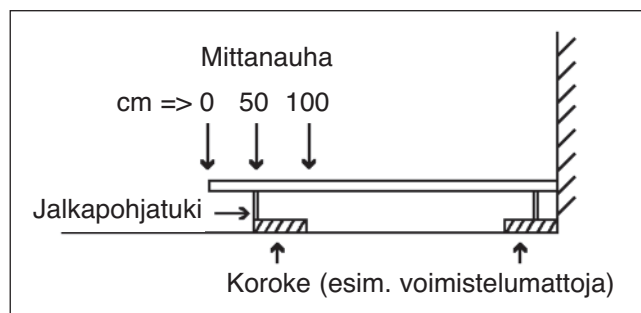 Mittanauha
cm => 0 50 100
Jalkapohjatuki
Koroke (esim. voimistelumattoja)